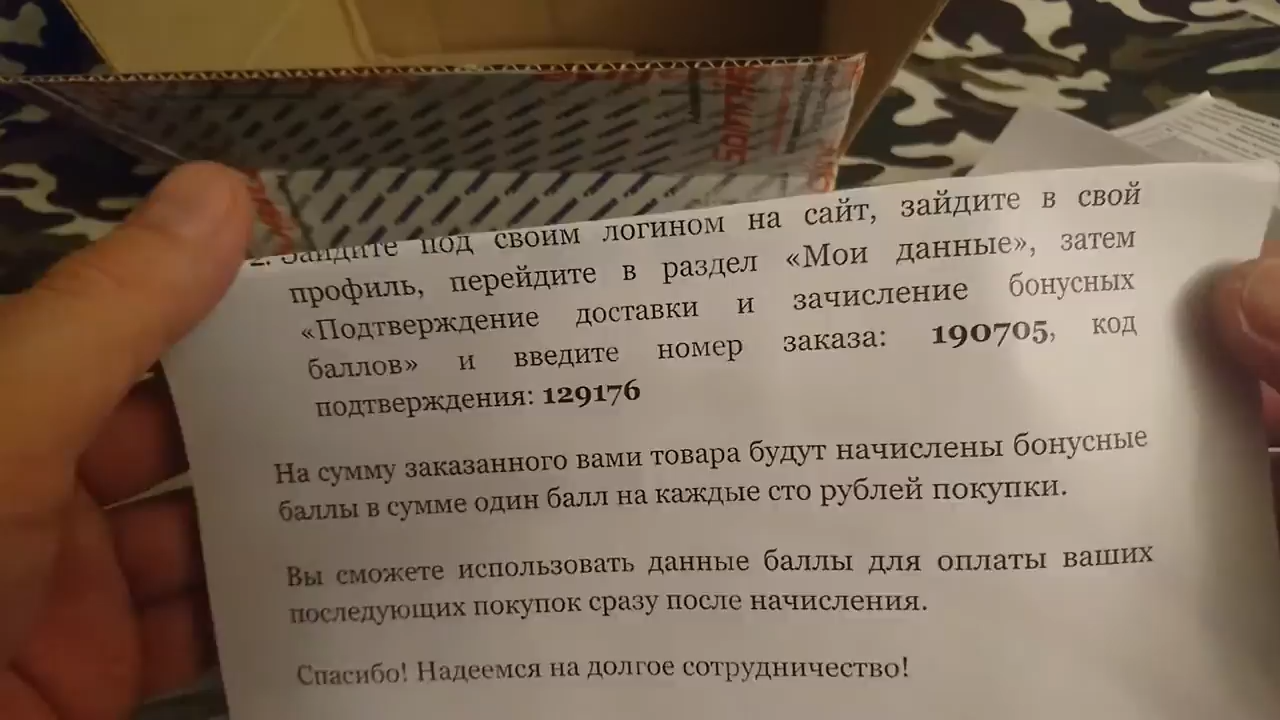 2. Зайдите под своим логином на сайт, зайдите в свой
профиль, перейдите в раздел «Мои данные», затем
«Подтверждение доставки и зачисление бонусных
баллов» и введите номер заказа: 190705, код
подтверждения: 129176
На сумму заказанного вами товара будут начислены бонусные
баллы в сумме один балл на каждые сто рублей покупки.
Вы сможете использовать данные баллы для оплаты ваших
последующих покупок сразу после начисления.
Спасибо! Надеемся на долгое сотрудничество!